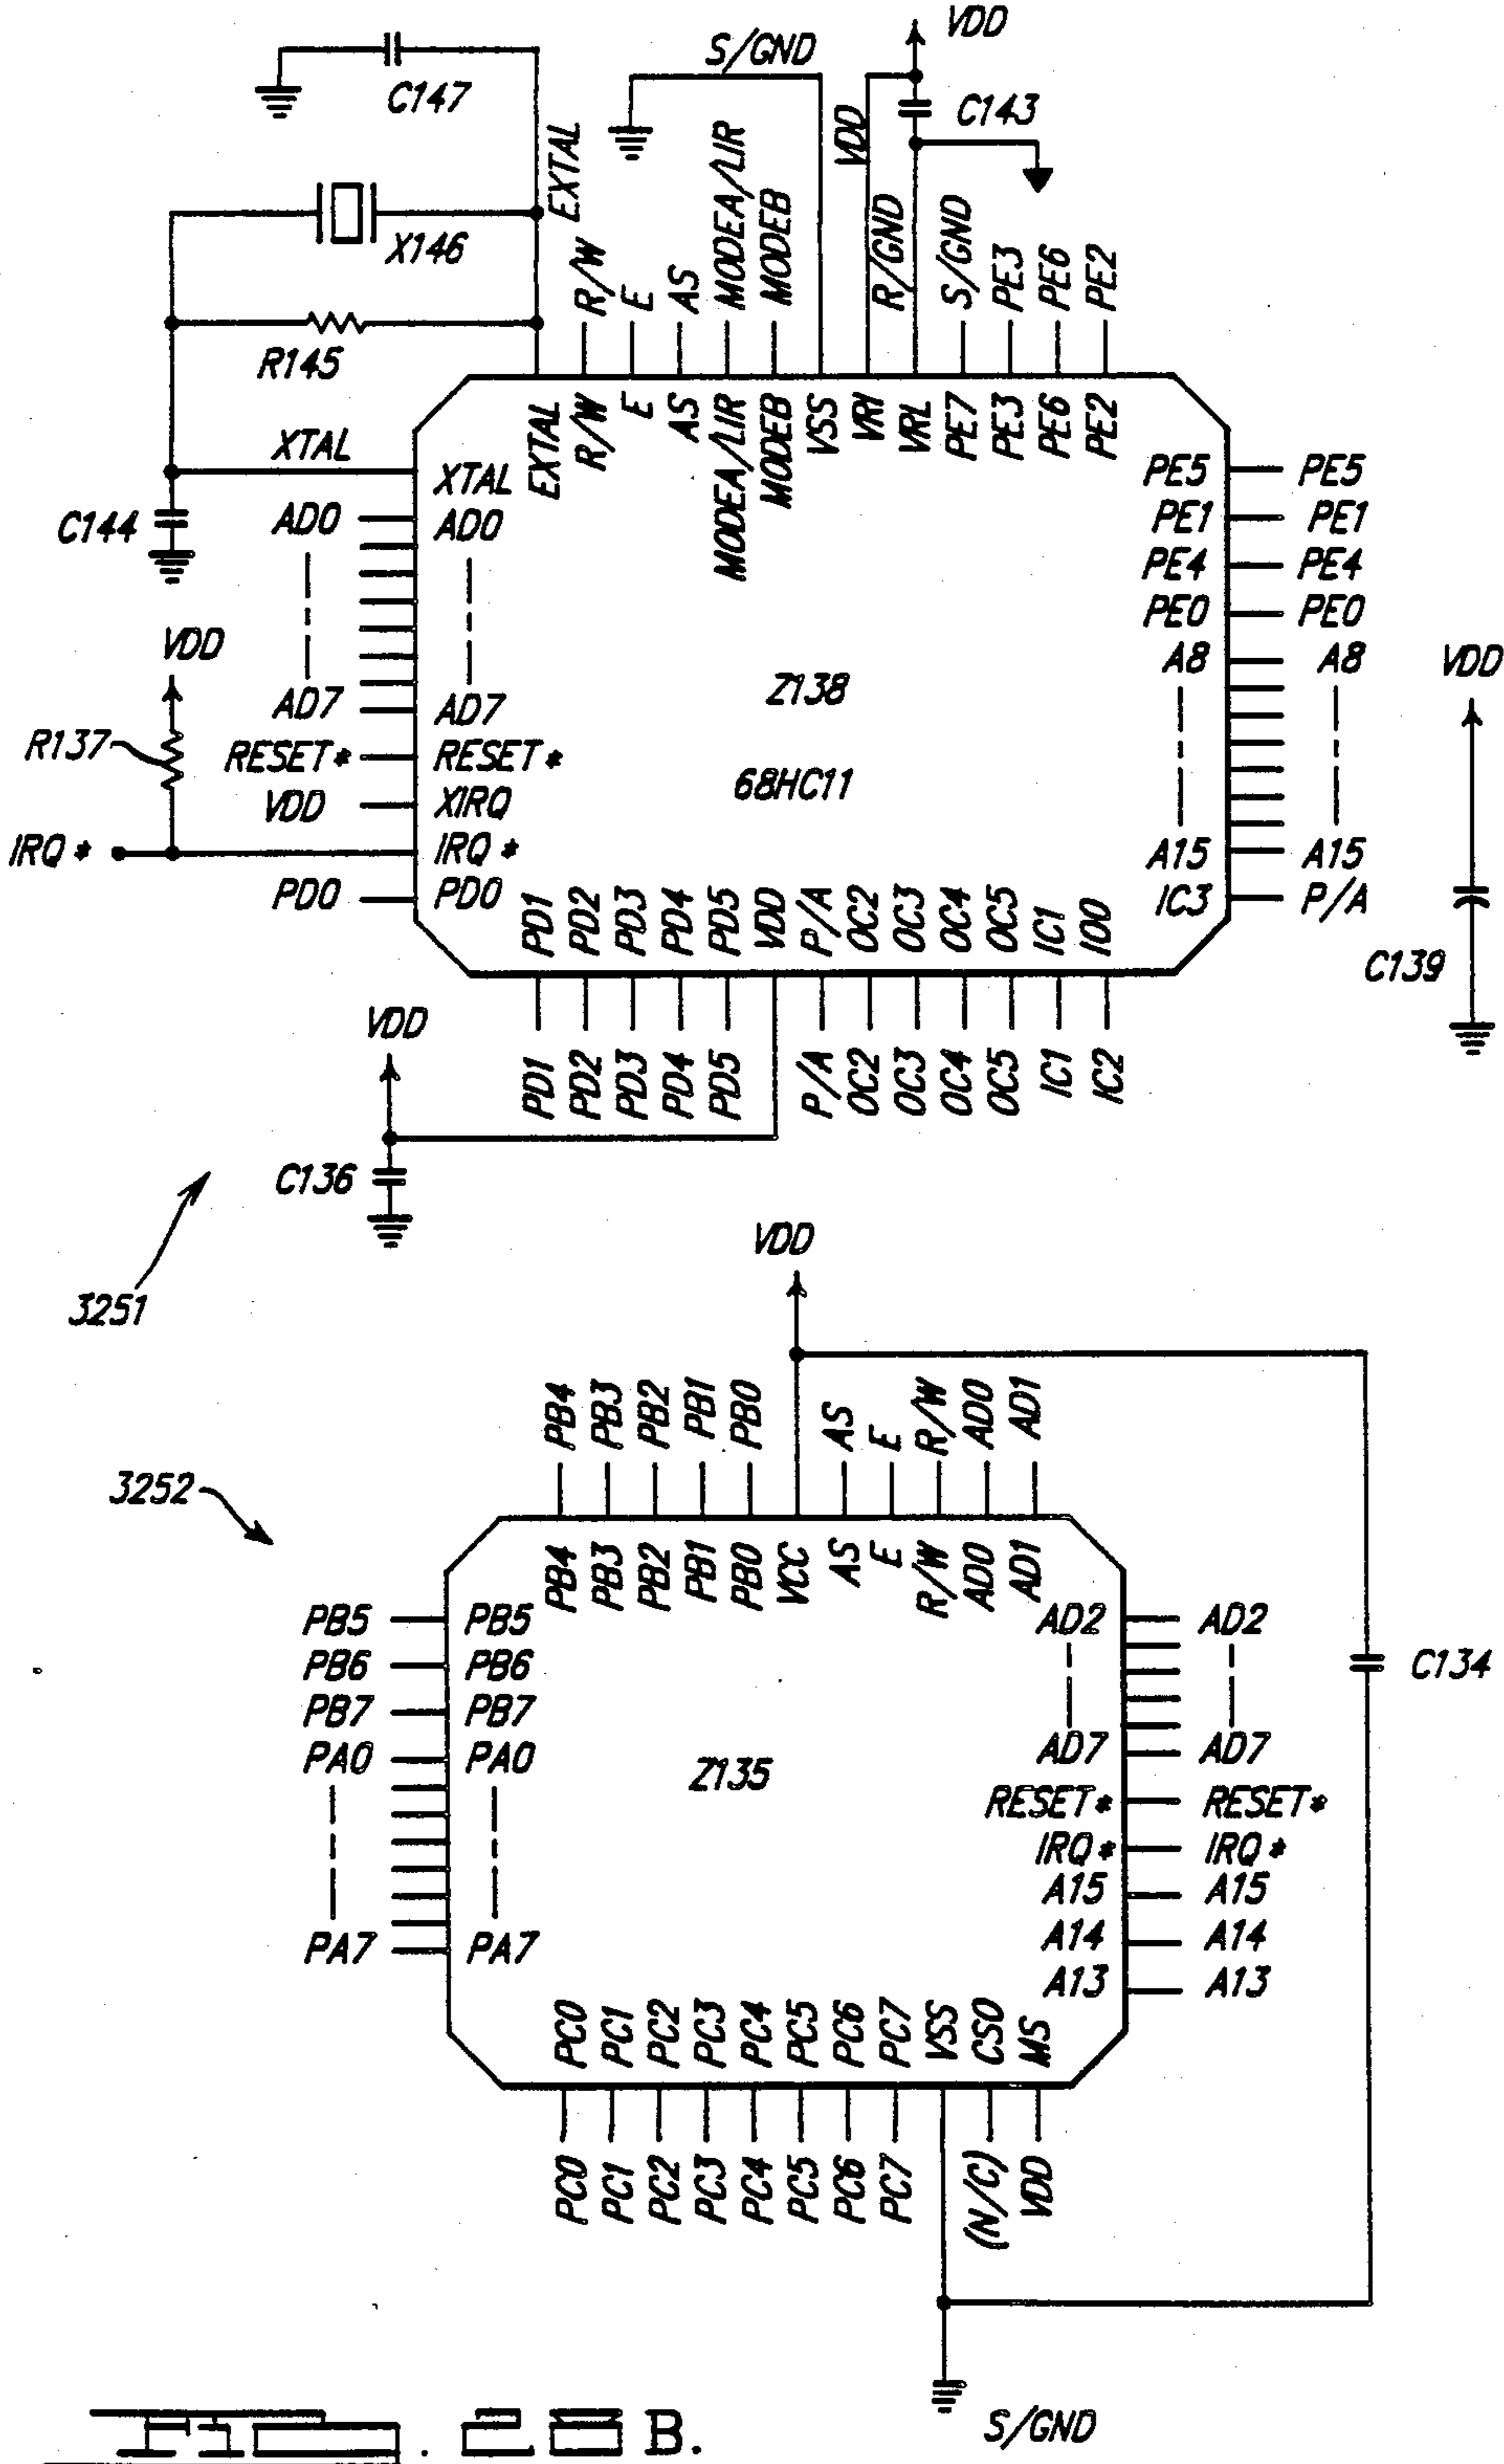 VDD
S/GND
C147
C143
EXTAL
R/W
E
AS
MODEA/LIR
MODEB
VDD
R/GND
S/GND
PE3
PE6
PE2
X146
R145
XTAL
EXTAL
R/W
E
AS
MODEA/LIR
MODEB
VSS
VRI
VRL
PE7
PE3
PE6
PE2
XTAL
C144
AD0 AD0
AD7 AD7
VDD
R137
RESET* RESET*
VDD XIRQ
IRQ* IRQ*
PD0 PD0
Z138
68HC11
PE5 PE5
PE1 PE1
PE4 PE4
PE0 PE0
A8 A8
A15 A15
IC3 P/A
VDD
C139
PD1
PD2
PD3
PD4
PD5
VDD
P/A
OC2
OC3
OC4
OC5
IC1
IO0
PD1
PD2
PD3
PD4
PD5
P/A
OC2
OC3
OC4
OC5
IC1
IC2
VDD
C136
3251
VDD
3252
PB4
PB3
PB2
PB1
PB0
AS
E
R/W
AD0
AD1
PB4
PB3
PB2
PB1
PB0
VCC
AS
E
R/W
AD0
AD1
PB5 PB5
PB6 PB6
PB7 PB7
PA0 PA0
PA7 PA7
Z135
AD2 AD2
AD7 AD7
RESET* RESET*
IRQ* IRQ*
A15 A15
A14 A14
A13 A13
C134
PC0
PC1
PC2
PC3
PC4
PC5
PC6
PC7
VSS
CSO
MS
PC0
PC1
PC2
PC3
PC4
PC5
PC6
PC7
(N/C)
VDD
S/GND
B.